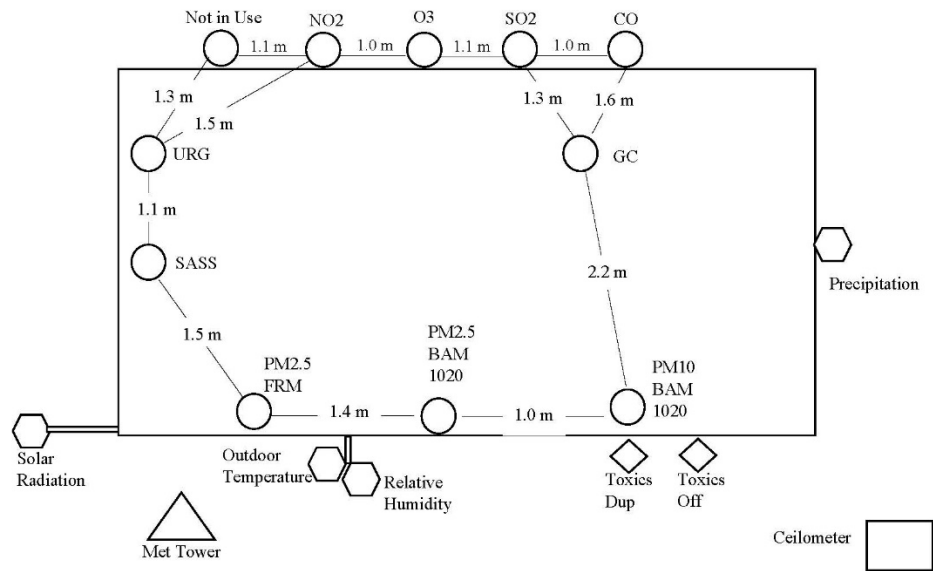 Not in Use
NO2
O3
SO2
CO
1.1 m
1.0 m
1.1 m
1.0 m
1.3 m
1.5 m
1.3 m
1.6 m
URG
GC
1.1 m
SASS
2.2 m
Precipitation
1.5 m
PM2.5
FRM
PM2.5
BAM
1020
PM10
BAM
1020
1.4 m
1.0 m
Solar
Radiation
Outdoor
Temperature
Relative
Humidity
Toxics
Dup
Toxics
Off
Met Tower
Ceilometer